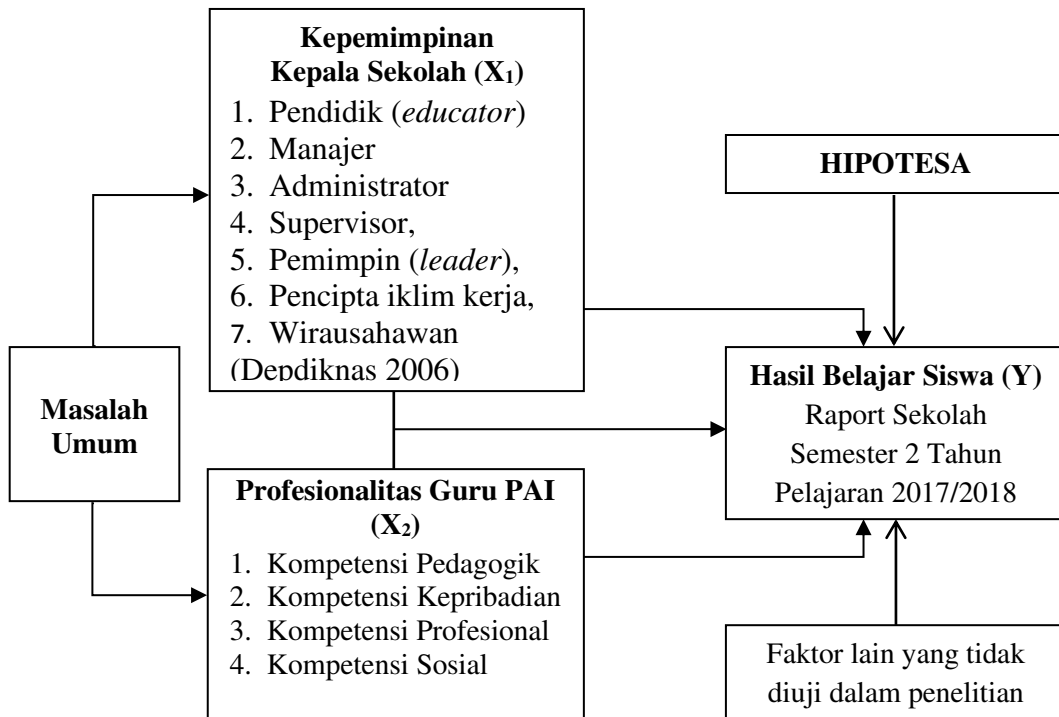 Kepemimpinan
Kepala Sekolah (X₁)
1. Pendidik (educator)
2. Manajer
3. Administrator
4. Supervisor,
5. Pemimpin (leader),
6. Pencipta iklim kerja,
7. Wirausahawan
(Depdiknas 2006)
HIPOTESA
Masalah
Umum
Hasil Belajar Siswa (Y)
Raport Sekolah
Semester 2 Tahun
Pelajaran 2017/2018
Profesionalitas Guru PAI
(X₂)
1. Kompetensi Pedagogik
2. Kompetensi Kepribadian
3. Kompetensi Profesional
4. Kompetensi Sosial
Faktor lain yang tidak
diuji dalam penelitian